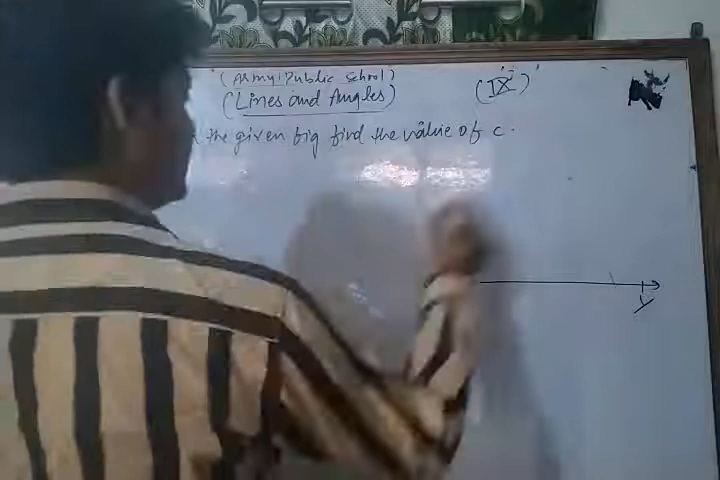 (Army Public School)
(Lines and Angles)
(IX)
the given fig find the value of c.
y